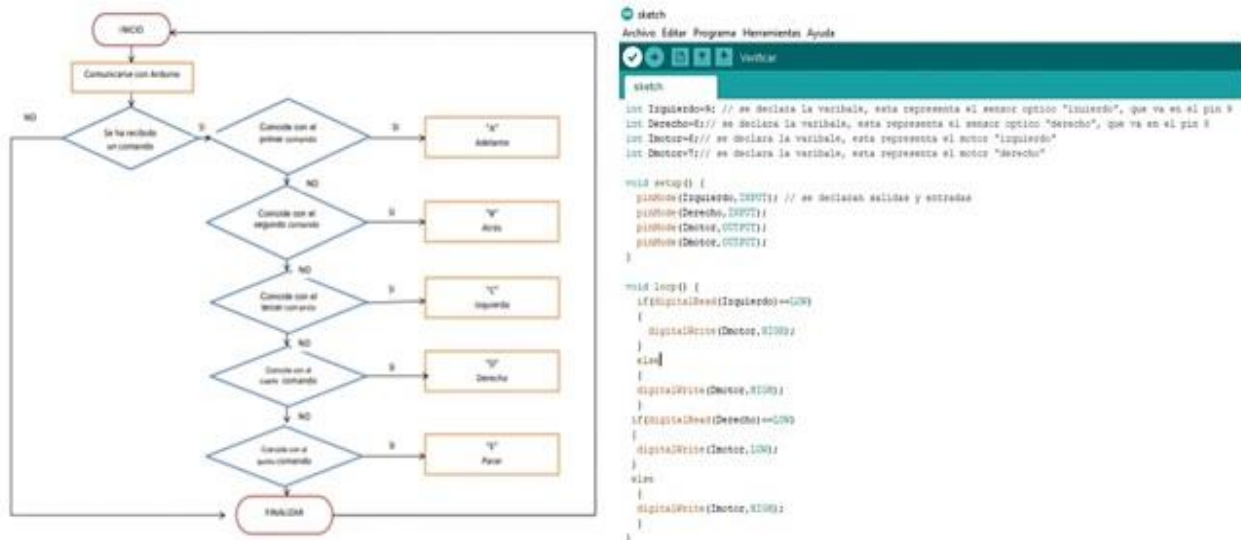 INICIO
Comunicarse con Arduino
NO
Se ha recibido
un comando
SI
Coincide con el
primer comando
SI
"A"
Adelante
NO
Coincide con el
segundo comando
SI
"B"
Atrás
NO
Coincide con el
tercer comando
SI
"C"
Izquierda
NO
Coincide con el
cuarto comando
SI
"D"
Derecha
NO
Coincide con el
quinto comando
SI
Parar
FINALIZAR
sketch
Archivo Editar Programa Herramientas Ayuda
Verificar
sketch
int Izquierdo=9; // se declara la varibale, esta representa el sensor optico "izuierdo", que va en el pin 9
int Derecho=8;// se declara la varibale, esta representa el sensor optico "derecho", que va en el pin 8
int Imotor=6;// se declara la varibale, esta representa el motor "izquierdo"
int Dmotor=7;// se declara la varibale, esta representa el motor "derecho"
void setup() {
pinMode(Izquierdo,INPUT); // se declaran salidas y entradas
pinMode(Derecho,INPUT);
pinMode(Dmotor,OUTPUT);
pinMode(Dmotor,OUTPUT);
}
void loop() {
if(digitalRead(Izquierdo)==LOW)
{
digitalWrite(Dmotor,HIGH);
}
else
{
digitalWrite(Dmotor,HIGH);
}
if(digitalRead(Derecho)==LOW)
{
digitalWrite(Imotor,LOW);
}
else
{
digitalWrite(Imotor,HIGH);
}
}